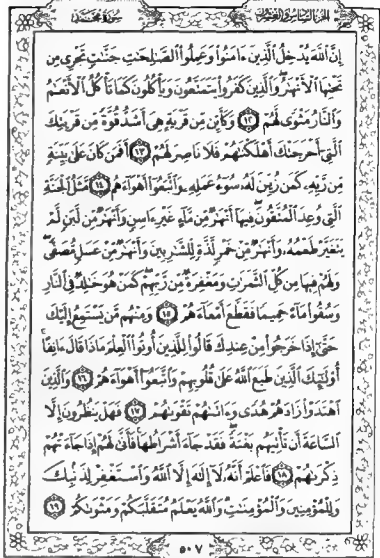 الجزء السادس والعشرون
سورة محمد
إِنَّ ٱللَّهَ يُدْخِلُ ٱلَّذِينَ ءَامَنُوا۟ وَعَمِلُوا۟ ٱلصَّٰلِحَٰتِ جَنَّٰتٍ تَجْرِى مِن
تَحْتِهَا ٱلْأَنْهَٰرُ وَٱلَّذِينَ كَفَرُوا۟ يَتَمَتَّعُونَ وَيَأْكُلُونَ كَمَا تَأْكُلُ ٱلْأَنْعَٰمُ
وَٱلنَّارُ مَثْوًى لَّهُمْ ١٢ وَكَأَيِّن مِّن قَرْيَةٍ هِىَ أَشَدُّ قُوَّةً مِّن قَرْيَتِكَ
ٱلَّتِىٓ أَخْرَجَتْكَ أَهْلَكْنَٰهُمْ فَلَا نَاصِرَ لَهُمْ ١٣ أَفَمَن كَانَ عَلَىٰ بَيِّنَةٍ
مِّن رَّبِّهِۦ كَمَن زُيِّنَ لَهُۥ سُوٓءُ عَمَلِهِۦ وَٱتَّبَعُوٓا۟ أَهْوَآءَهُم ١٤ مَّثَلُ ٱلْجَنَّةِ
ٱلَّتِى وُعِدَ ٱلْمُتَّقُونَ فِيهَآ أَنْهَٰرٌ مِّن مَّآءٍ غَيْرِ ءَاسِنٍ وَأَنْهَٰرٌ مِّن لَّبَنٍ لَّمْ
يَتَغَيَّرْ طَعْمُهُۥ وَأَنْهَٰرٌ مِّنْ خَمْرٍ لَّذَّةٍ لِّلشَّٰرِبِينَ وَأَنْهَٰرٌ مِّنْ عَسَلٍ مُّصَفًّى
وَلَهُمْ فِيهَا مِن كُلِّ ٱلثَّمَرَٰتِ وَمَغْفِرَةٌ مِّن رَّبِّهِمْ كَمَنْ هُوَ خَٰلِدٌ فِى ٱلنَّارِ
وَسُقُوا۟ مَآءً حَمِيمًا فَقَطَّعَ أَمْعَآءَهُمْ ١٥ وَمِنْهُم مَّن يَسْتَمِعُ إِلَيْكَ
حَتَّىٰٓ إِذَا خَرَجُوا۟ مِنْ عِندِكَ قَالُوا۟ لِلَّذِينَ أُوتُوا۟ ٱلْعِلْمَ مَاذَا قَالَ ءَانِفًا
أُو۟لَٰٓئِكَ ٱلَّذِينَ طَبَعَ ٱللَّهُ عَلَىٰ قُلُوبِهِمْ وَٱتَّبَعُوٓا۟ أَهْوَآءَهُمْ ١٦ وَٱلَّذِينَ
ٱهْتَدَوْا۟ زَادَهُمْ هُدًى وَءَاتَىٰهُمْ تَقْوَىٰهُمْ ١٧ فَهَلْ يَنظُرُونَ إِلَّا
ٱلسَّاعَةَ أَن تَأْتِيَهُم بَغْتَةً فَقَدْ جَآءَ أَشْرَاطُهَا فَأَنَّىٰ لَهُمْ إِذَا جَآءَتْهُمْ
ذِكْرَىٰهُمْ ١٨ فَٱعْلَمْ أَنَّهُۥ لَآ إِلَٰهَ إِلَّا ٱللَّهُ وَٱسْتَغْفِرْ لِذَنۢبِكَ
وَلِلْمُؤْمِنِينَ وَٱلْمُؤْمِنَٰتِ وَٱللَّهُ يَعْلَمُ مُتَقَلَّبَكُمْ وَمَثْوَىٰكُمْ ١٩
٥٠٧